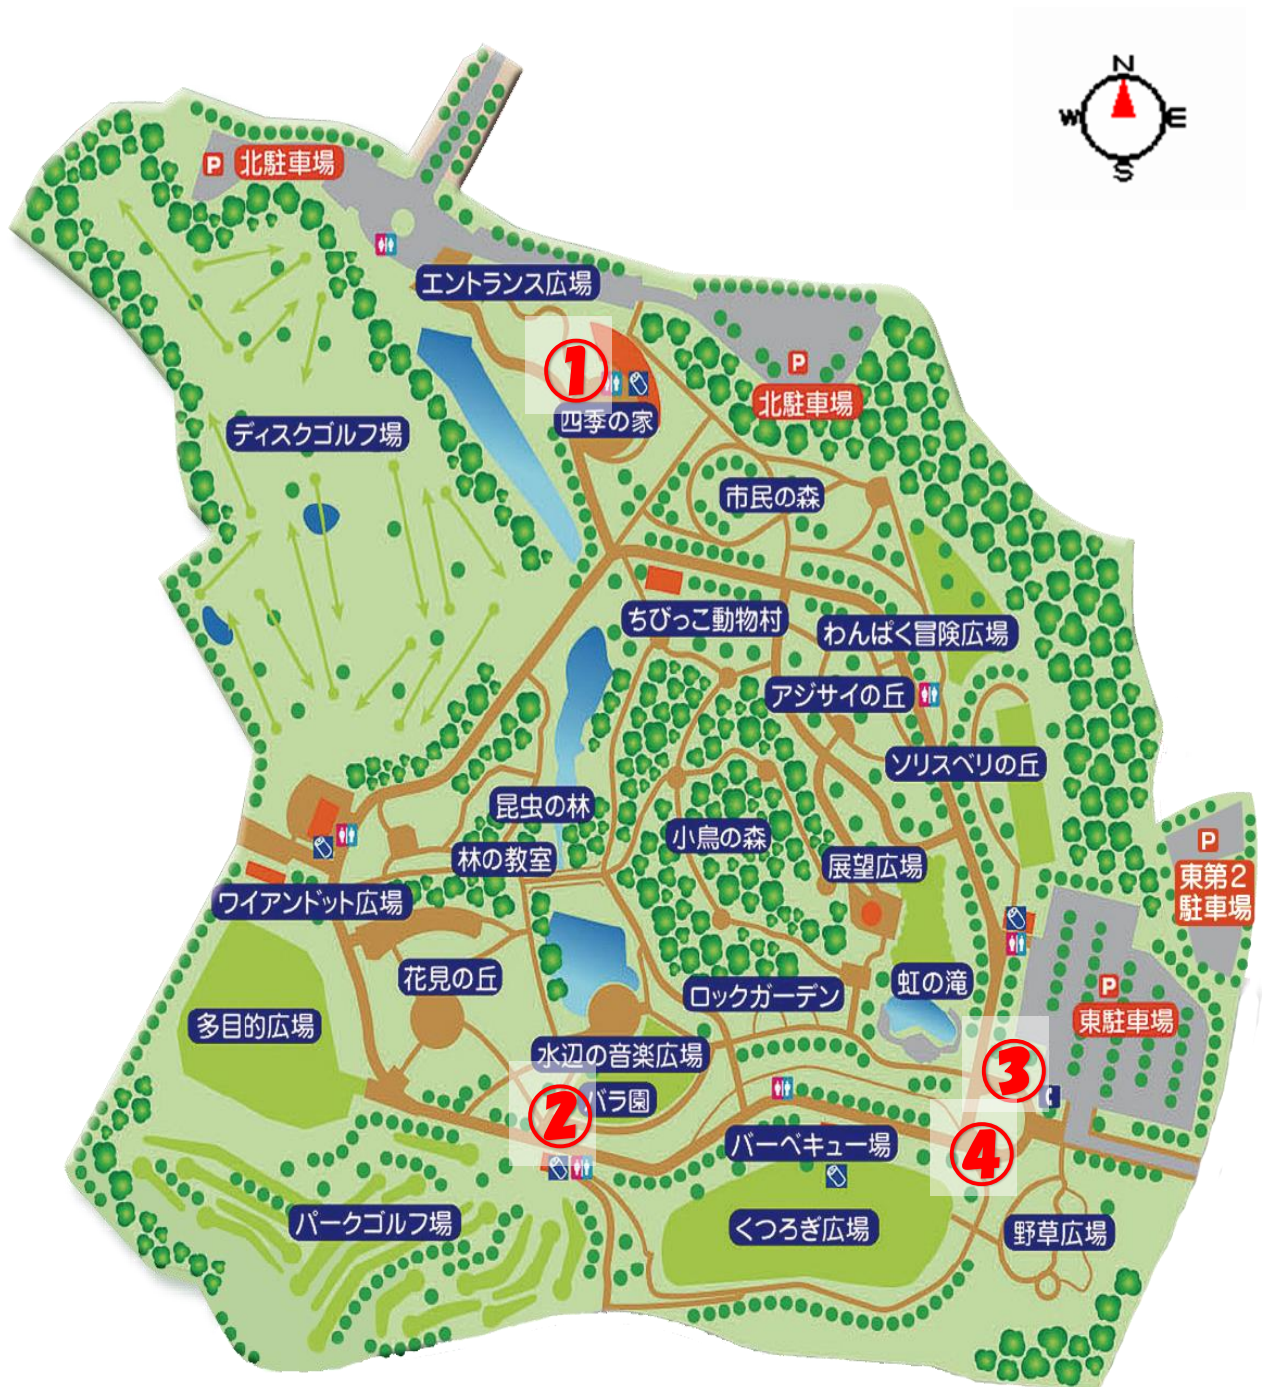 N
W E
S
P 北駐車場
エントランス広場
①
P
北駐車場
四季の家
ディスクゴルフ場
市民の森
ちびっこ動物村
わんぱく冒険広場
アジサイの丘
ソリスベリの丘
昆虫の林
小鳥の森
林の教室
展望広場
P
東第2
駐車場
ワイアンドット広場
花見の丘
ロックガーデン
虹の滝
P
東駐車場
多目的広場
水辺の音楽広場
③
②
バラ園
バーベキュー場
④
パークゴルフ場
くつろぎ広場
野草広場